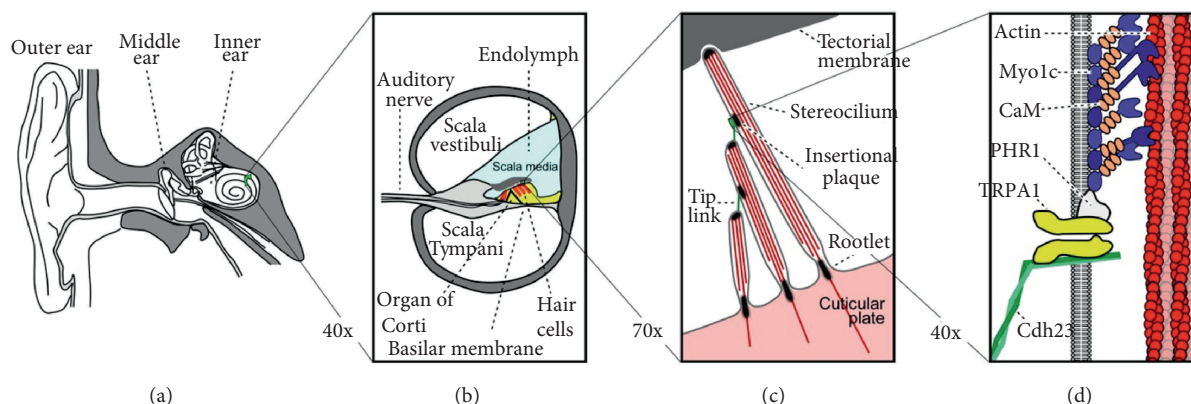 Outer ear
Middle
ear
Inner
ear
40x
(a)
Endolymph
Auditory
nerve
Scala
vestibuli
Scala media
Scala
Tympani
Organ of
Corti
Basilar membrane
Hair
cells
70x
(b)
Tectorial
membrane
Stereocilium
Insertional
plaque
Tip
link
Rootlet
Cuticular
plate
40x
(c)
Actin
Myo1c
CaM
PHR1
TRPA1
Cdh23
(d)